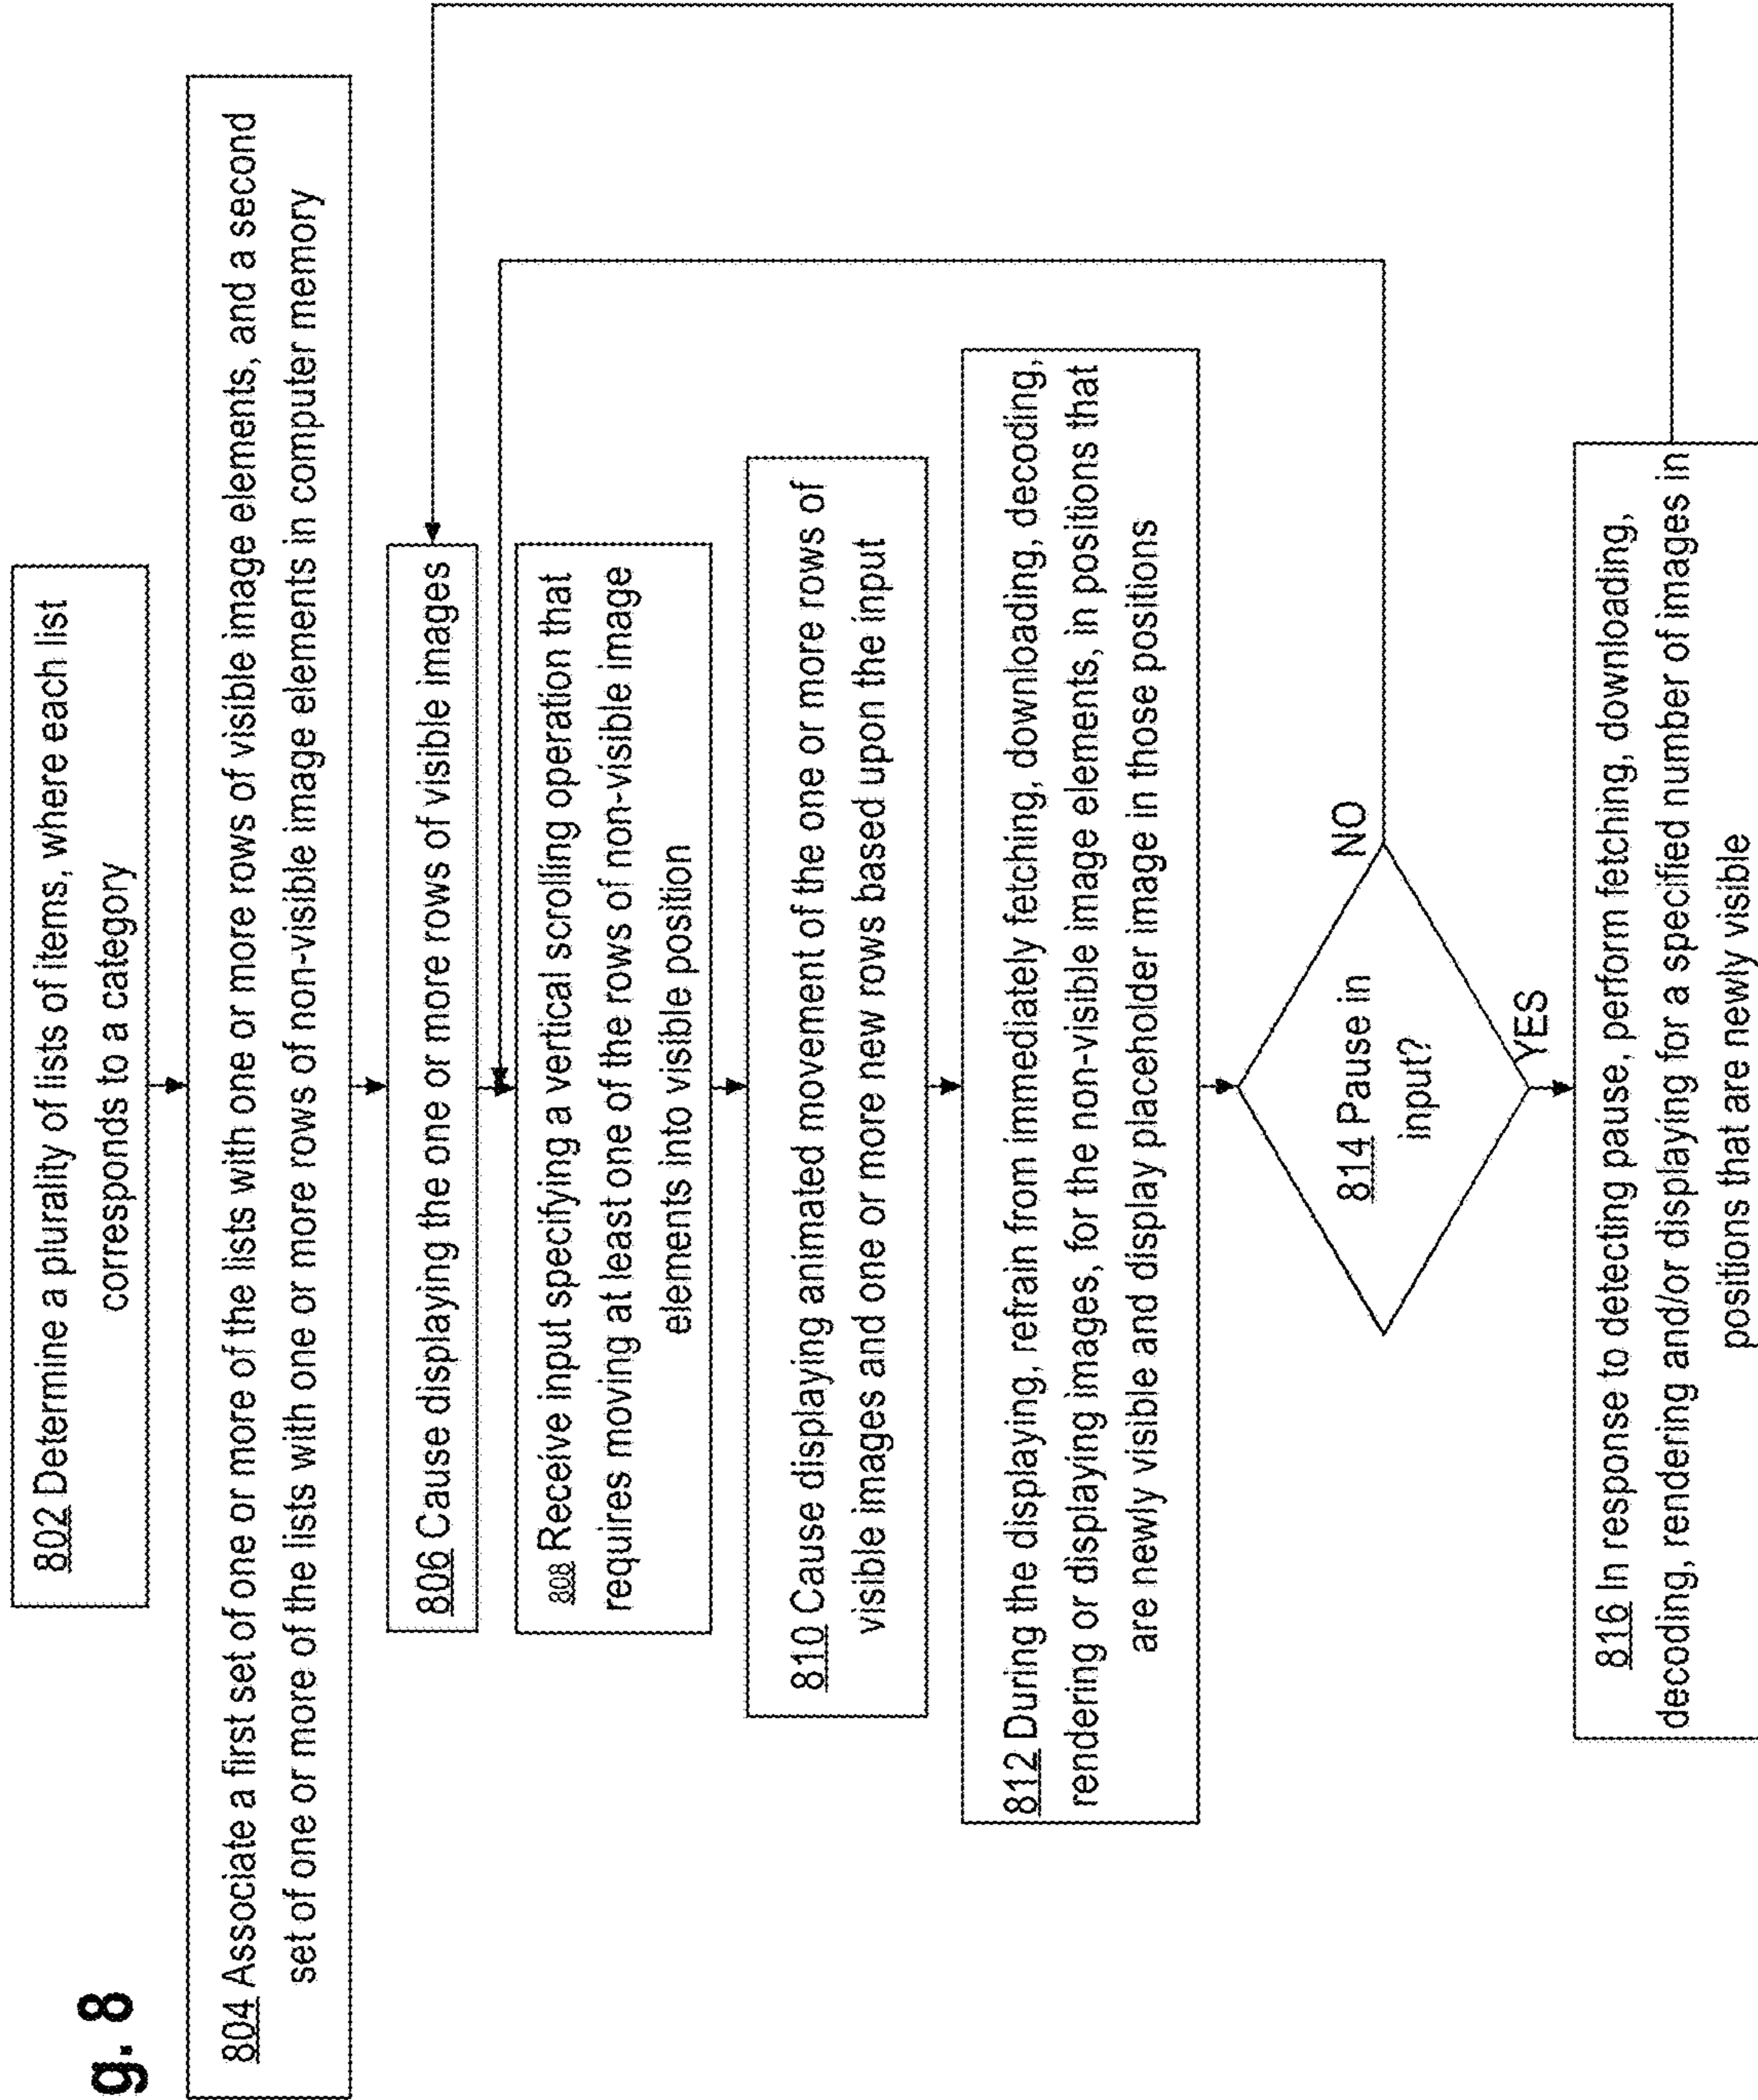 g. 8
802 Determine a plurality of lists of items, where each list
corresponds to a category
804 Associate a first set of one or more of the lists with one or more rows of visible image elements, and a second
set of one or more of the lists with one or more rows of non-visible image elements in computer memory
806 Cause displaying the one or more rows of visible images
808 Receive input specifying a vertical scrolling operation that
requires moving at least one of the rows of non-visible image
elements into visible position
810 Cause displaying animated movement of the one or more rows of
visible images and one or more new rows based upon the input
812 During the displaying, refrain from immediately fetching, downloading, decoding,
rendering or displaying images, for the non-visible image elements, in positions that
are newly visible and display placeholder image in those positions
814 Pause in
input?
NO
YES
816 In response to detecting pause, perform fetching, downloading,
decoding, rendering and/or displaying for a specified number of images in
positions that are newly visible